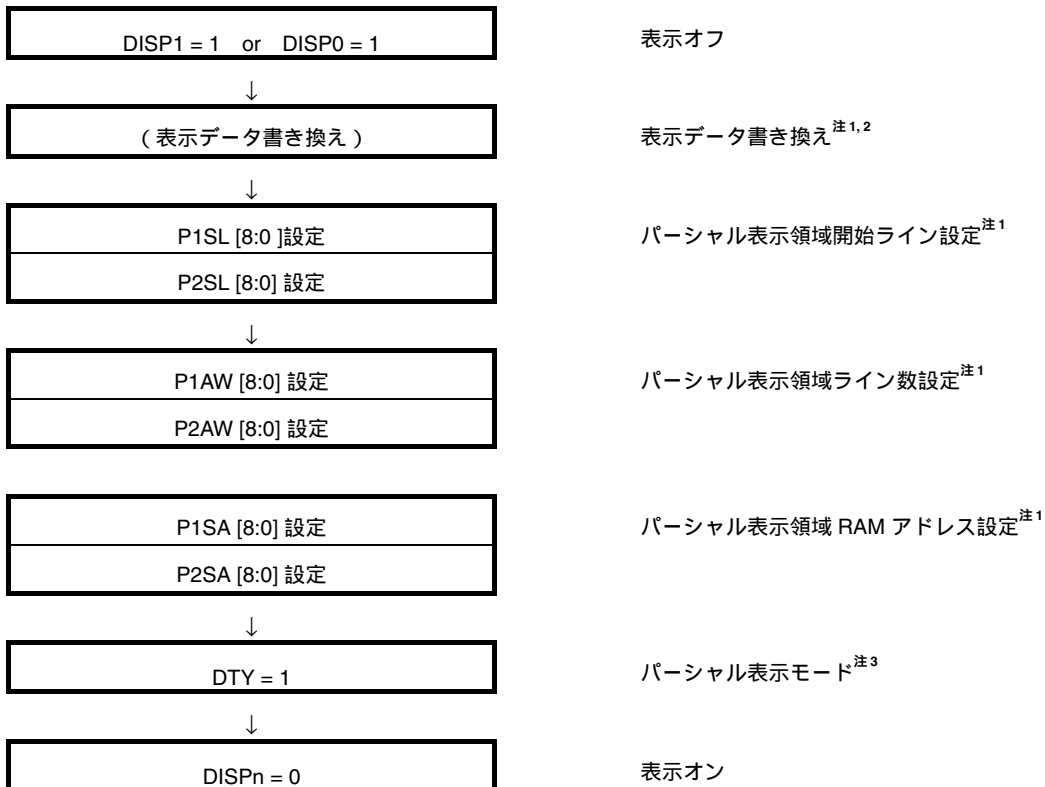 DISP1 = 1 or DISP0 = 1 表示オフ
↓
( 表示データ書き換え ) 表示データ書き換え注1, 2
↓
P1SL [8:0 ]設定 パーシャル表示領域開始ライン設定注1
P2SL [8:0] 設定
↓
P1AW [8:0] 設定 パーシャル表示領域ライン数設定注1
P2AW [8:0] 設定
P1SA [8:0] 設定 パーシャル表示領域 RAM アドレス設定注1
P2SA [8:0] 設定
↓
DTY = 1 パーシャル表示モード注3
↓
DISPn = 0 表示オン